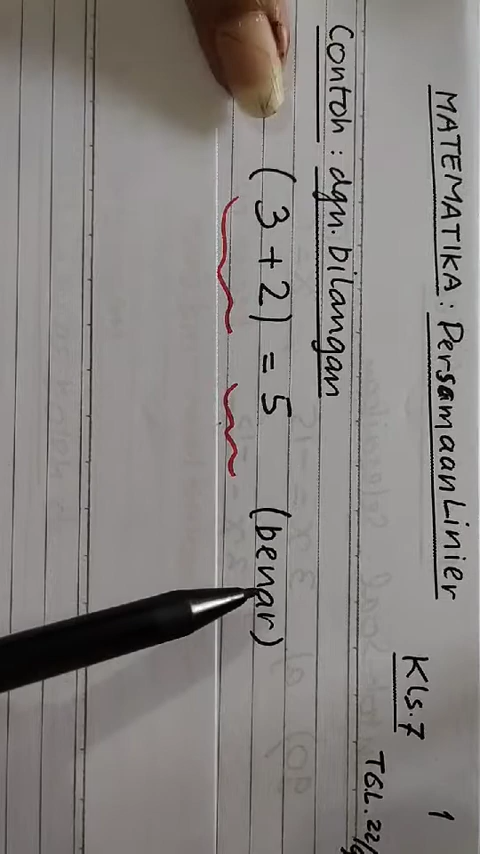 1
MATEMATIKA : Persamaan Linier Kls.7
TGL. 22/
Contoh : dgn. bilangan
(3 + 2) = 5 (benar)